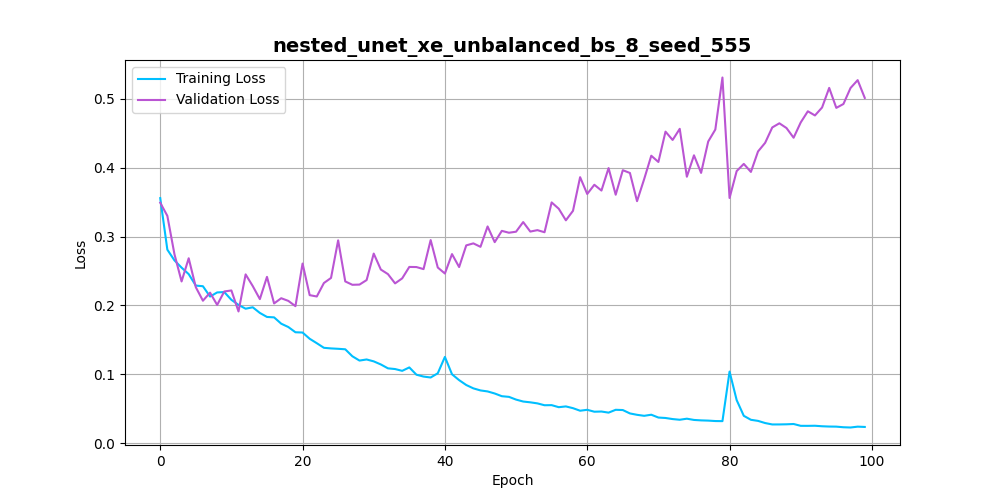 nested_unet_xe_unbalanced_bs_8_seed_555
Training Loss
Validation Loss
0.5
0.4
0.3
0.2
0.1
0.0
Loss
0 20 40 60 80 100
Epoch